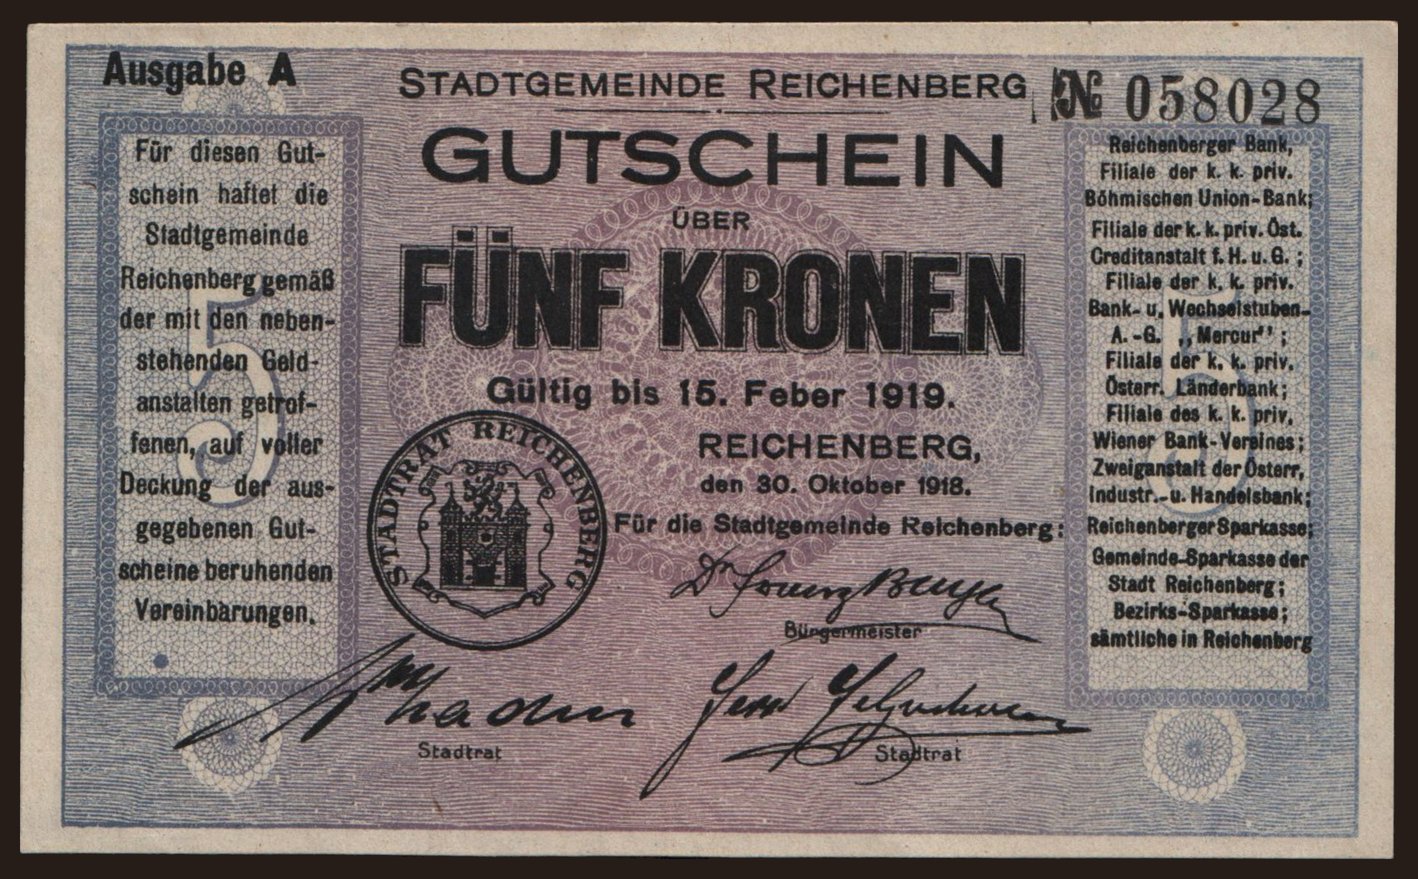 Ausgabe A
STADTGEMEINDE REICHENBERG
№ 058028
GUTSCHEIN
ÜBER
FÜNF KRONEN
Gültig bis 15. Feber 1919.
REICHENBERG,
den 30. Oktober 1918.
Für die Stadtgemeinde Reichenberg:
Dr Franz Bayer
Bürgermeister
Stadtrat
Stadtrat
STADTRAT REICHENBERG
Für diesen Gut-
schein haftet die
Stadtgemeinde
Reichenberg gemäß
der mit den neben-
stehenden Geld-
anstalten getrof-
fenen, auf voller
Deckung der aus-
gegebenen Gut-
scheine beruhenden
Vereinbarungen.
5
Reichenberger Bank,
Filiale der k. k. priv.
Böhmischen Union-Bank;
Filiale der k. k. priv. Öst.
Creditanstalt f. H. u. G. ;
Filiale der k. k. priv.
Bank- u. Wechselstuben-
A.-G. „Mercur" ;
Filiale der k. k. priv.
Österr. Länderbank;
Filiale des k. k. priv.
Wiener Bank-Vereines;
Zweiganstalt der Österr.
Industr.-u. Handelsbank;
Reichenberger Sparkasse;
Gemeinde-Sparkasse der
Stadt Reichenberg;
Bezirks-Sparkasse;
sämtliche in Reichenberg
5